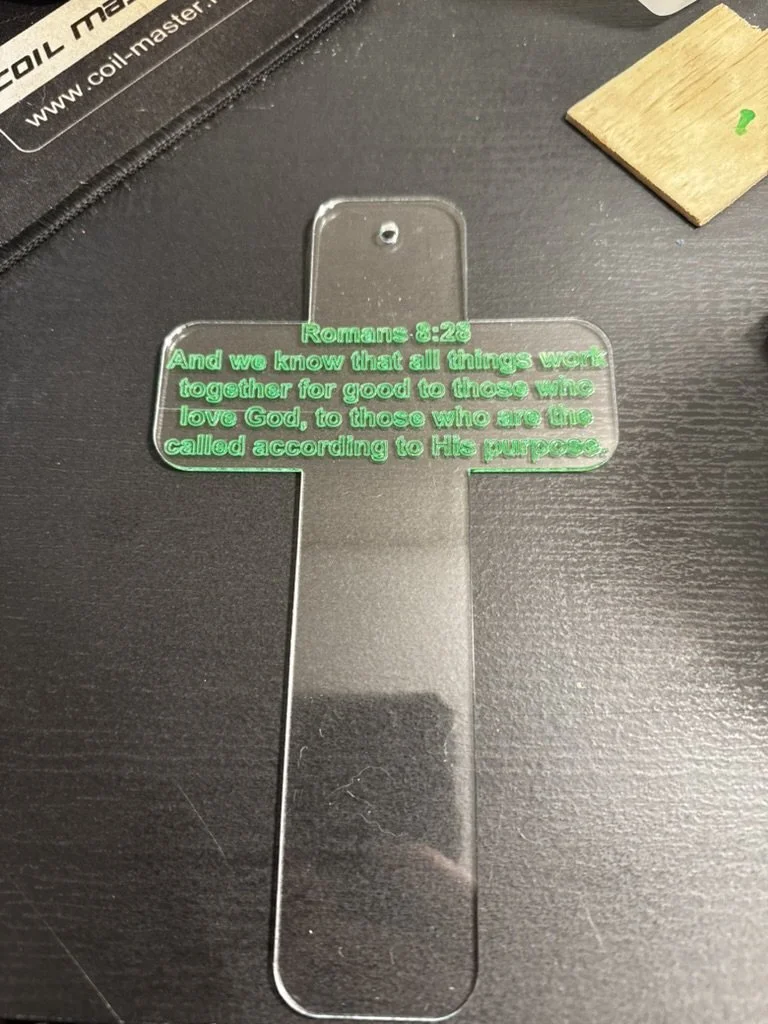 COIL
www.coil-master.
Romans 8:28
And we know that all things work
together for good to those who
love God, to those who are the
called according to His purpose.